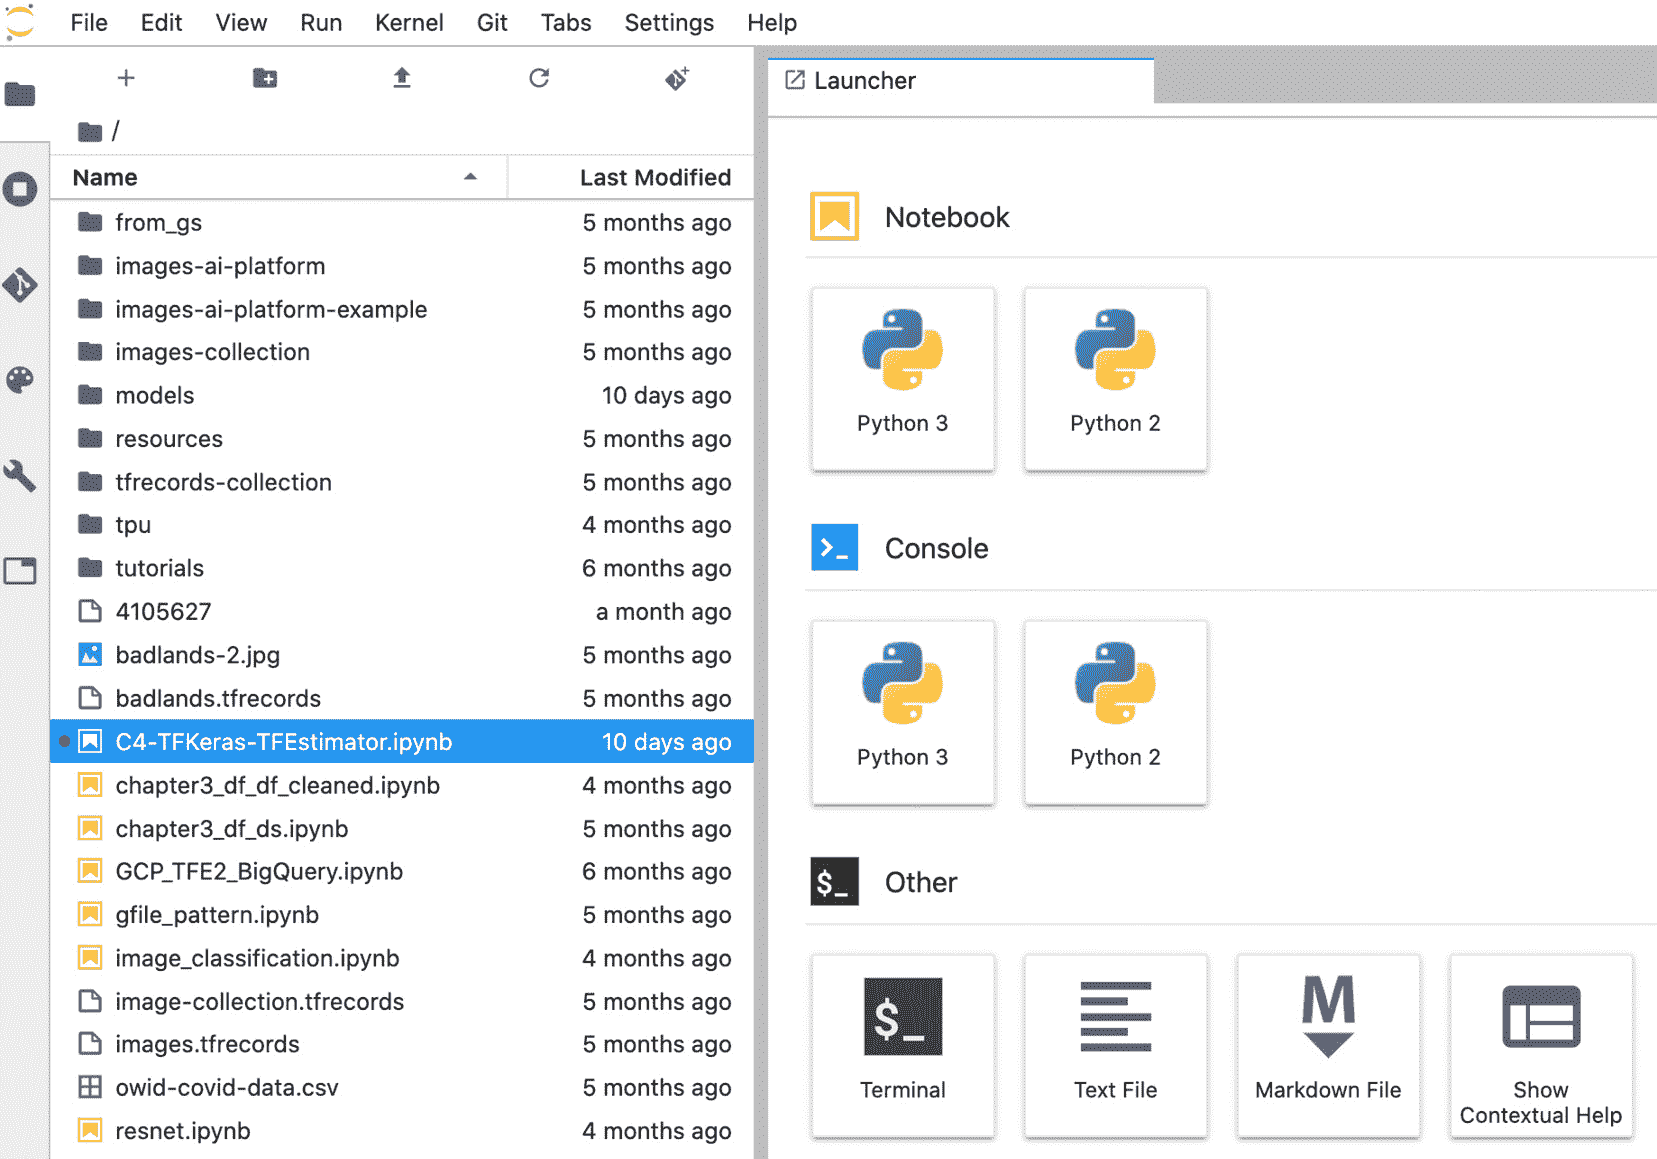 File Edit View Run Kernel Git Tabs Settings Help
/
Name Last Modified
from_gs 5 months ago
images-ai-platform 5 months ago
images-ai-platform-example 5 months ago
images-collection 5 months ago
models 10 days ago
resources 5 months ago
tfrecords-collection 5 months ago
tpu 4 months ago
tutorials 6 months ago
4105627 a month ago
badlands-2.jpg 5 months ago
badlands.tfrecords 5 months ago
C4-TFKeras-TFEstimator.ipynb 10 days ago
chapter3_df_df_cleaned.ipynb 4 months ago
chapter3_df_ds.ipynb 5 months ago
GCP_TFE2_BigQuery.ipynb 6 months ago
gfile_pattern.ipynb 5 months ago
image_classification.ipynb 4 months ago
image-collection.tfrecords 5 months ago
images.tfrecords 5 months ago
owid-covid-data.csv 5 months ago
resnet.ipynb 4 months ago
Launcher
Notebook
Python 3 Python 2
>_ Console
Python 3 Python 2
$_ Other
$_ M
Terminal Text File Markdown File Show
Contextual Help